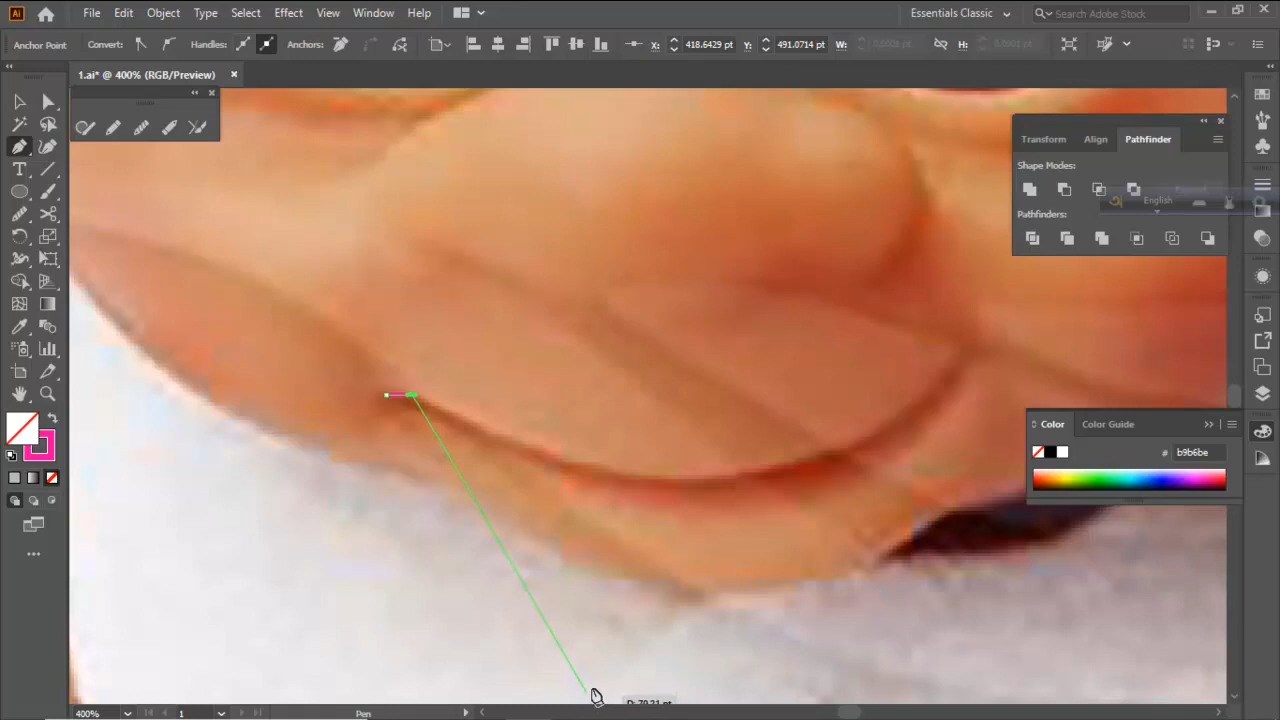 Ai File Edit Object Type Select Effect View Window Help Essentials Classic Search Adobe Stock
Anchor Point Convert: Handles: Anchors: X: 418.6429 pt Y: 491.0714 pt W: H:
1.ai* @ 400% (RGB/Preview)
Transform Align Pathfinder
Shape Modes:
English
Pathfinders:
Color Color Guide
# b9b6be
400% 1 Pen